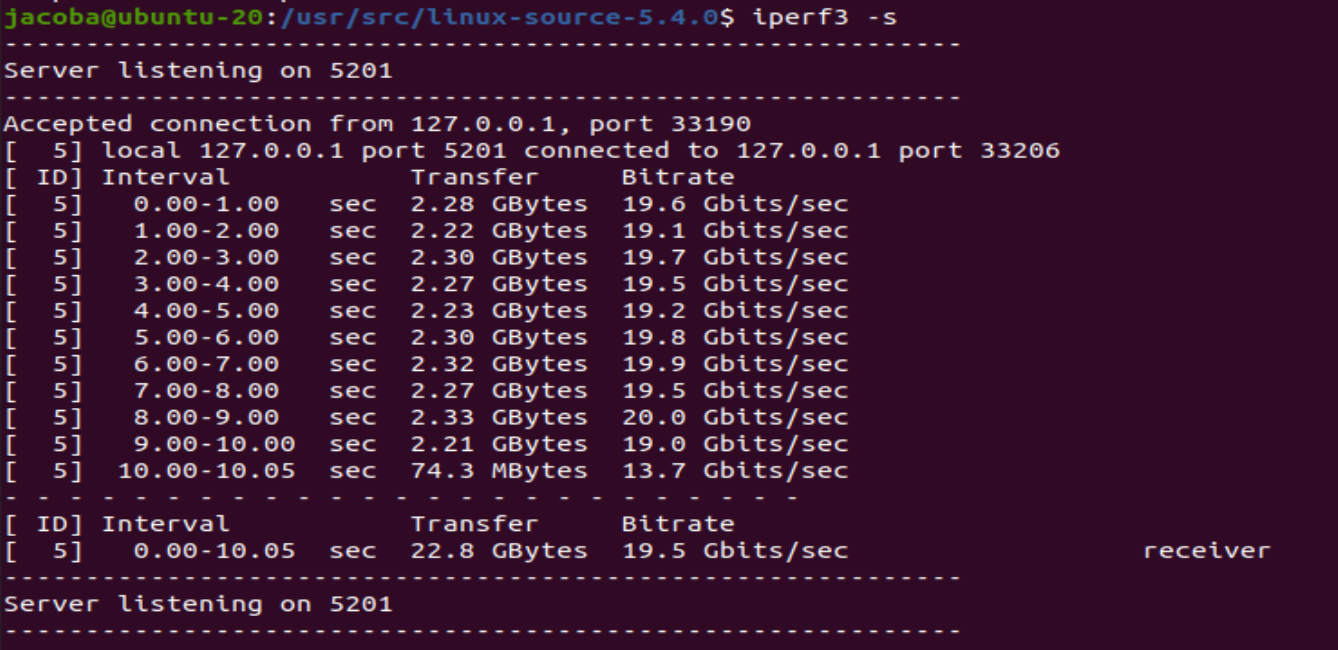 jacoba@ubuntu-20:/usr/src/linux-source-5.4.0$ iperf3 -s
-----------------------------------------------------------
Server listening on 5201
-----------------------------------------------------------
Accepted connection from 127.0.0.1, port 33190
[  5] local 127.0.0.1 port 5201 connected to 127.0.0.1 port 33206
[ ID] Interval           Transfer     Bitrate
[  5]   0.00-1.00   sec  2.28 GBytes  19.6 Gbits/sec
[  5]   1.00-2.00   sec  2.22 GBytes  19.1 Gbits/sec
[  5]   2.00-3.00   sec  2.30 GBytes  19.7 Gbits/sec
[  5]   3.00-4.00   sec  2.27 GBytes  19.5 Gbits/sec
[  5]   4.00-5.00   sec  2.23 GBytes  19.2 Gbits/sec
[  5]   5.00-6.00   sec  2.30 GBytes  19.8 Gbits/sec
[  5]   6.00-7.00   sec  2.32 GBytes  19.9 Gbits/sec
[  5]   7.00-8.00   sec  2.27 GBytes  19.5 Gbits/sec
[  5]   8.00-9.00   sec  2.33 GBytes  20.0 Gbits/sec
[  5]   9.00-10.00  sec  2.21 GBytes  19.0 Gbits/sec
[  5]  10.00-10.05  sec  74.3 MBytes  13.7 Gbits/sec
- - - - - - - - - - - - - - - - - - - - - - - - -
[ ID] Interval           Transfer     Bitrate
[  5]   0.00-10.05  sec  22.8 GBytes  19.5 Gbits/sec                  receiver
-----------------------------------------------------------
Server listening on 5201
-----------------------------------------------------------